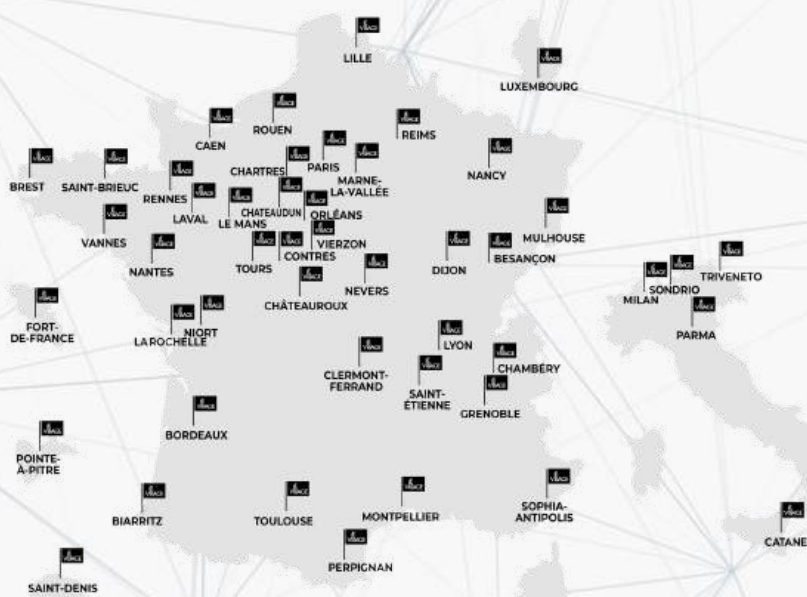 LILLE
LUXEMBOURG
ROUEN
CAEN
REIMS
PARIS
CHARTRES
MARNE-
LA-VALLÉE
NANCY
BREST
SAINT-BRIEUC
RENNES
LAVAL
LE MANS
CHATEAUDUN
ORLÉANS
VANNES
NANTES
TOURS
CONTRES
VIERZON
DIJON
BESANÇON
MULHOUSE
NEVERS
CHÂTEAUROUX
MILAN
SONDRIO
TRIVENETO
PARMA
FORT-
DE-FRANCE
LA ROCHELLE
NIORT
LYON
CHAMBÉRY
CLERMONT-
FERRAND
SAINT-
ÉTIENNE
GRENOBLE
BORDEAUX
POINTE-
À-PITRE
BIARRITZ
TOULOUSE
MONTPELLIER
SOPHIA-
ANTIPOLIS
PERPIGNAN
CATANE
SAINT-DENIS